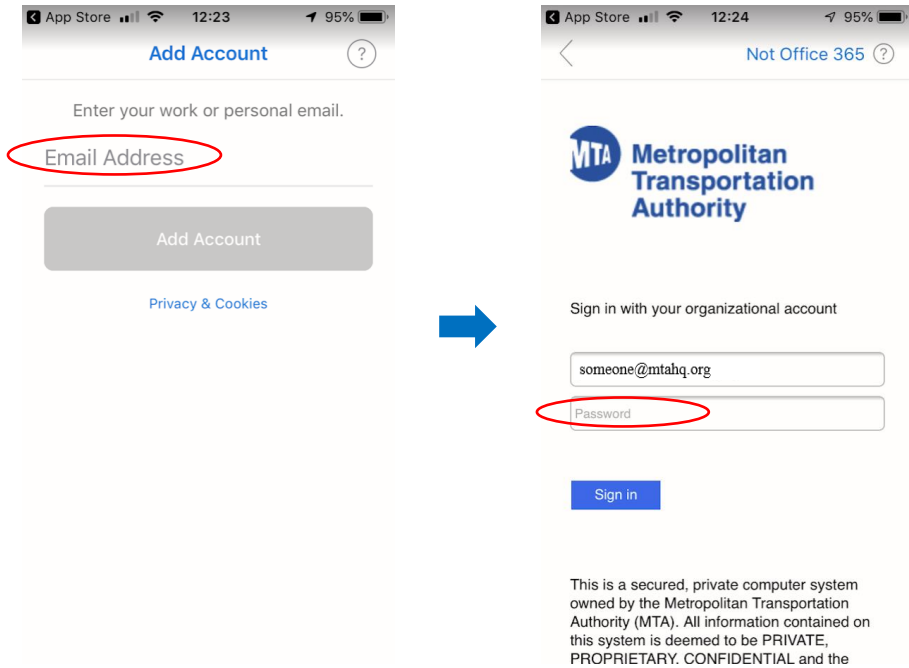 App Store 12:23 95%
Add Account ?
Enter your work or personal email.
Email Address
Add Account
Privacy & Cookies
App Store 12:24 95%
Not Office 365 ?
MTA Metropolitan
Transportation
Authority
Sign in with your organizational account
someone@mtahq.org
Password
Sign in
This is a secured, private computer system
owned by the Metropolitan Transportation
Authority (MTA). All information contained on
this system is deemed to be PRIVATE,
PROPRIETARY, CONFIDENTIAL and the